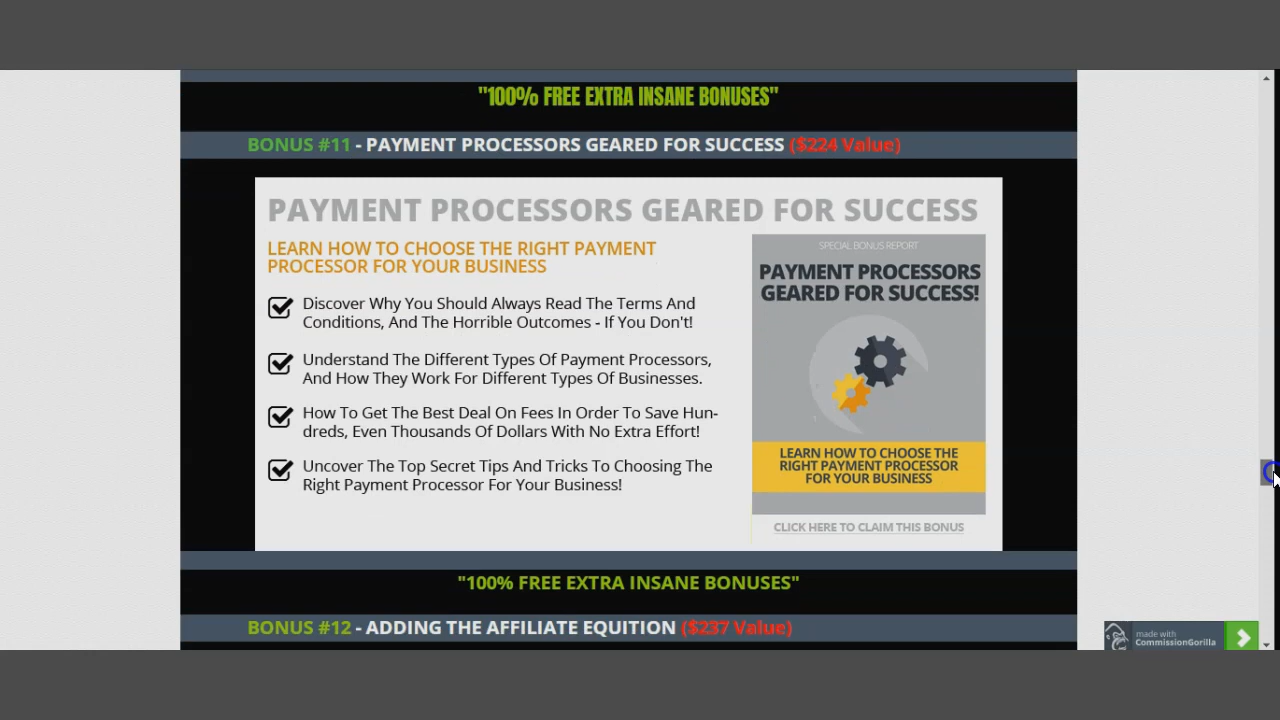 "100% FREE EXTRA INSANE BONUSES"
BONUS #11 - PAYMENT PROCESSORS GEARED FOR SUCCESS ($224 Value)
PAYMENT PROCESSORS GEARED FOR SUCCESS
LEARN HOW TO CHOOSE THE RIGHT PAYMENT
PROCESSOR FOR YOUR BUSINESS
Discover Why You Should Always Read The Terms And
Conditions, And The Horrible Outcomes - If You Don't!
Understand The Different Types Of Payment Processors,
And How They Work For Different Types Of Businesses.
How To Get The Best Deal On Fees In Order To Save Hun-
dreds, Even Thousands Of Dollars With No Extra Effort!
Uncover The Top Secret Tips And Tricks To Choosing The
Right Payment Processor For Your Business!
SPECIAL BONUS REPORT
PAYMENT PROCESSORS
GEARED FOR SUCCESS!
LEARN HOW TO CHOOSE THE
RIGHT PAYMENT PROCESSOR
FOR YOUR BUSINESS
CLICK HERE TO CLAIM THIS BONUS
"100% FREE EXTRA INSANE BONUSES"
BONUS #12 - ADDING THE AFFILIATE EQUITION ($237 Value)
made with
CommissionGorilla